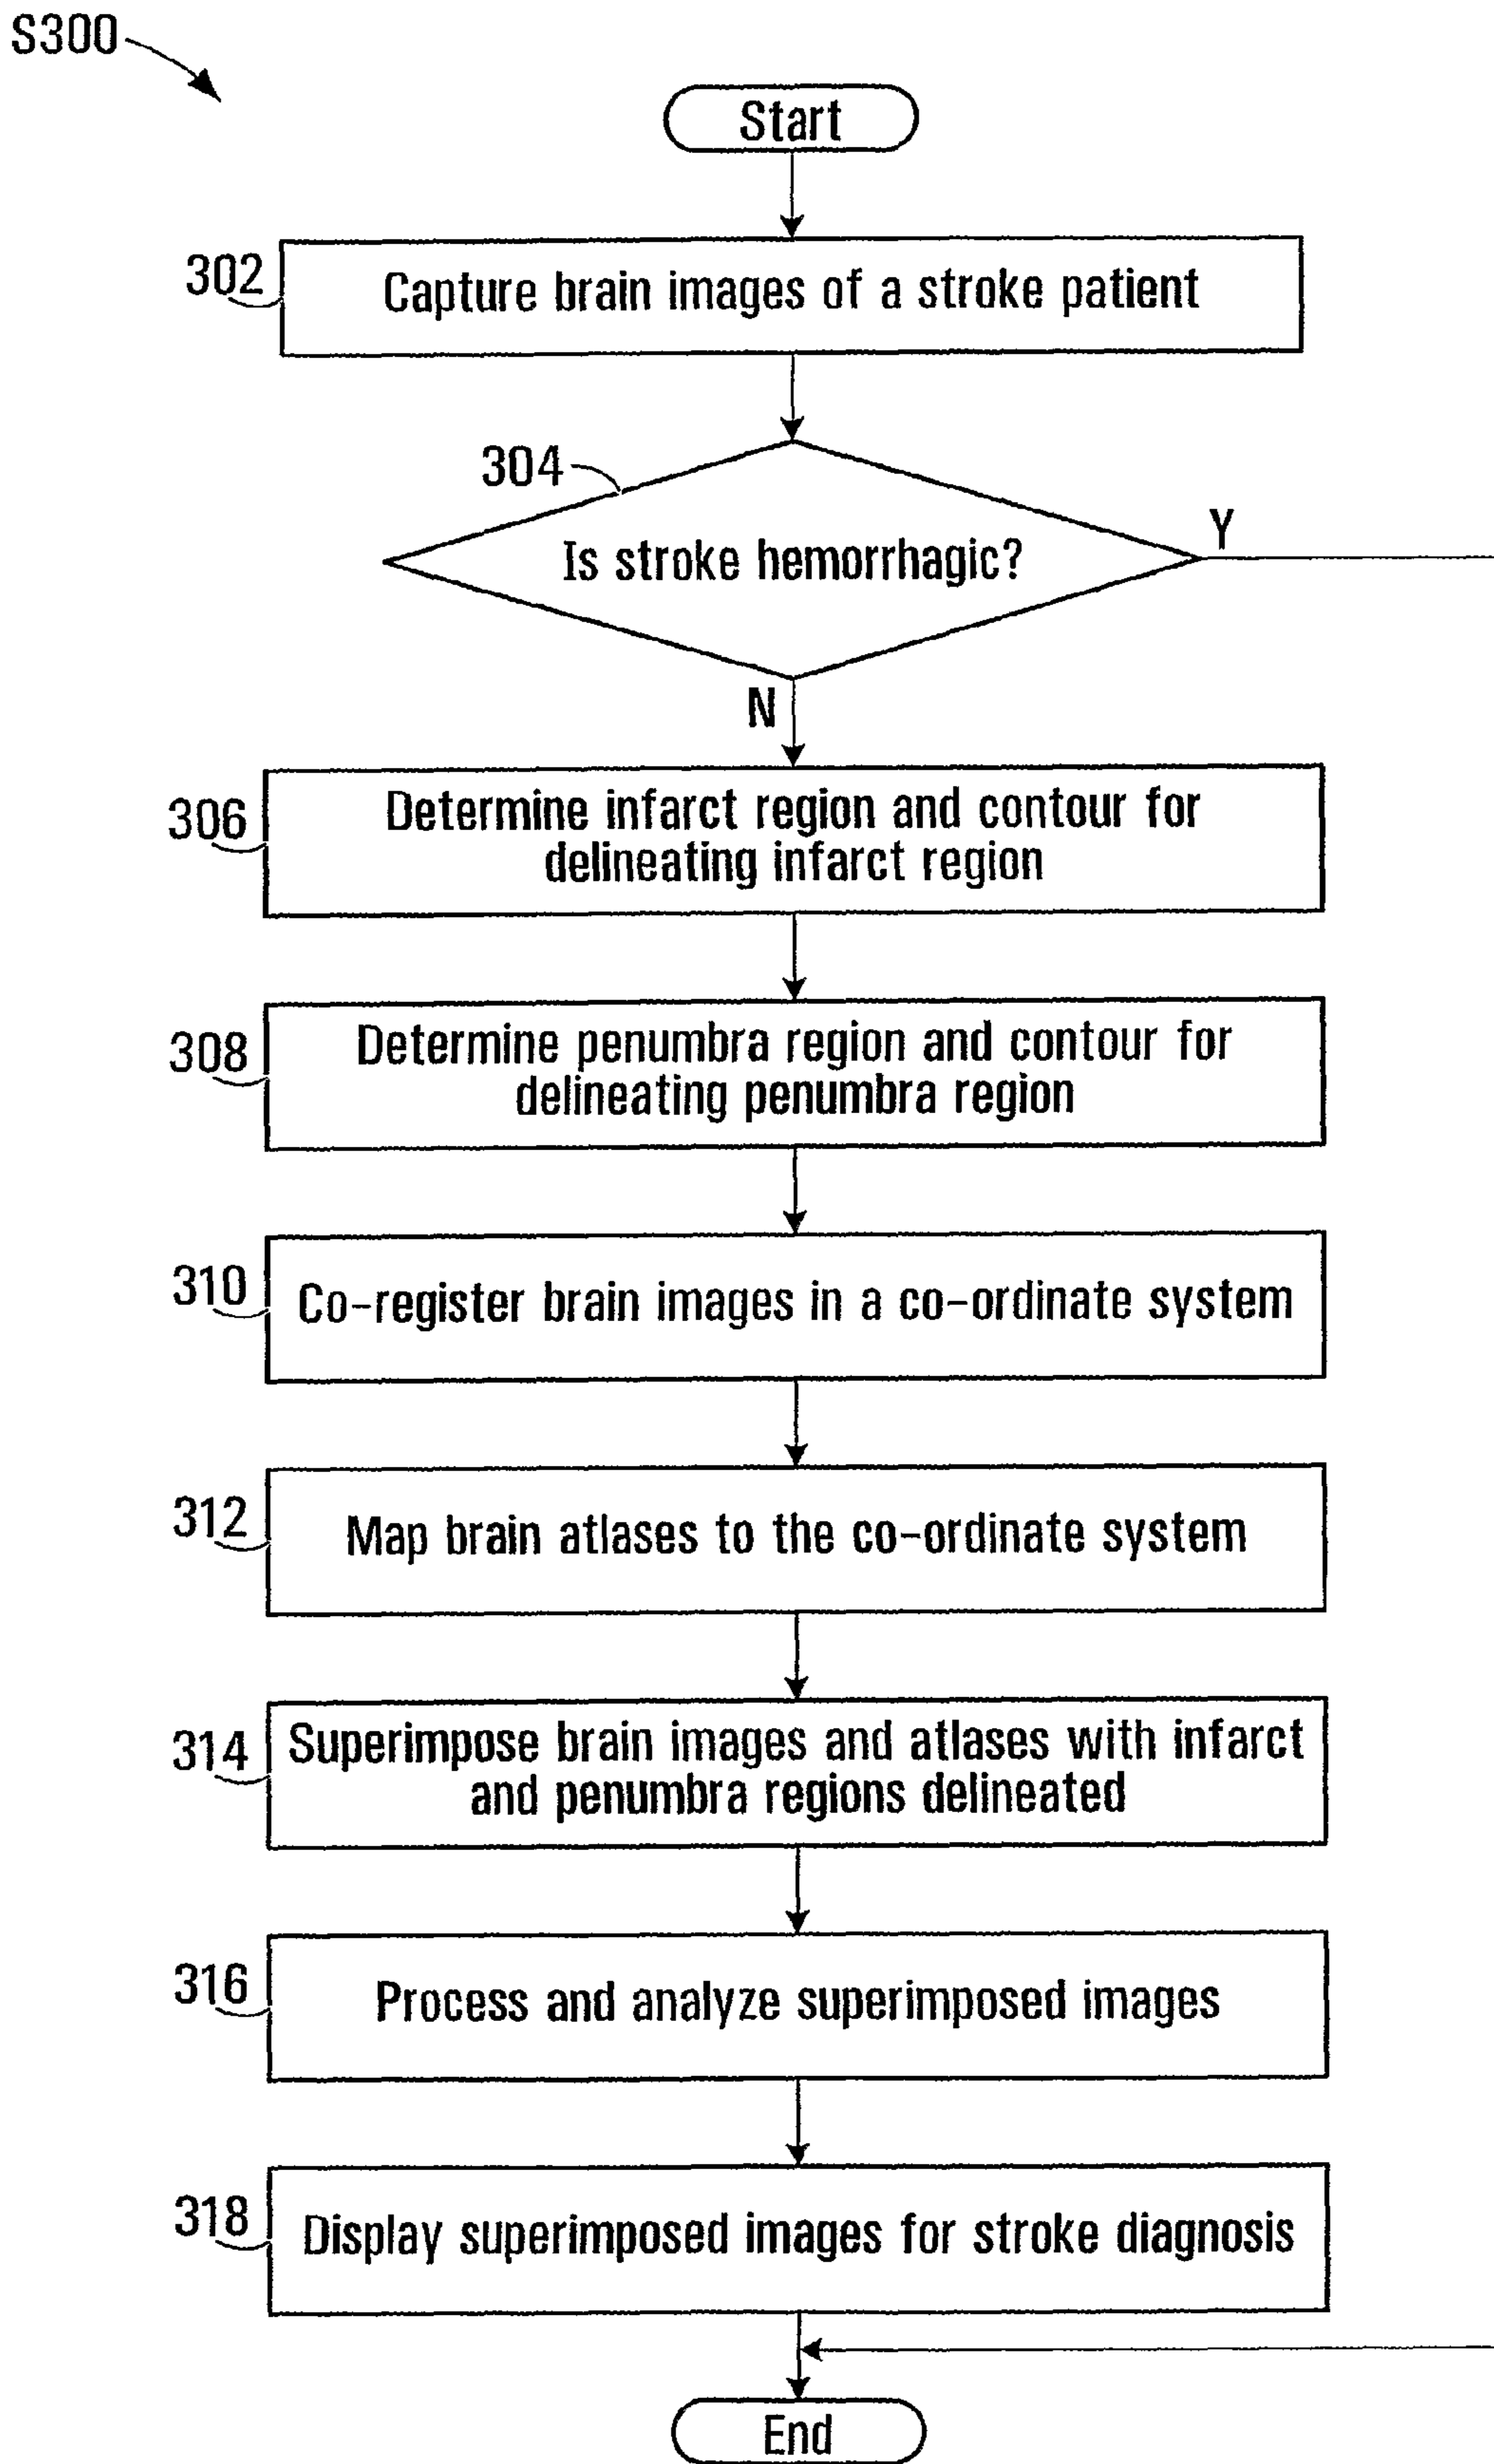 S300
Start
302
Capture brain images of a stroke patient
304
Is stroke hemorrhagic?
Y
N
306
Determine infarct region and contour for
delineating infarct region
308
Determine penumbra region and contour for
delineating penumbra region
310
Co-register brain images in a co-ordinate system
312
Map brain atlases to the co-ordinate system
314
Superimpose brain images and atlases with infarct
and penumbra regions delineated
316
Process and analyze superimposed images
318
Display superimposed images for stroke diagnosis
End